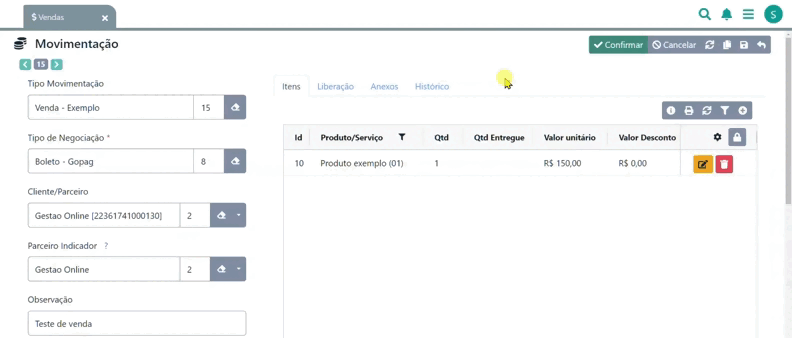 $ Vendas ×
S
Movimentação
Confirmar Cancelar
< 15 >
Tipo Movimentação
Venda - Exemplo 15
Tipo de Negociação *
Boleto - Gopag 8
Cliente/Parceiro
Gestao Online [22361741000130] 2
Parceiro Indicador ?
Gestao Online 2
Observação
Teste de venda
Itens Liberação Anexos Histórico
Id Produto/Serviço Qtd Qtd Entregue Valor unitário Valor Desconto
10 Produto exemplo (01) 1 R$ 150,00 R$ 0,00